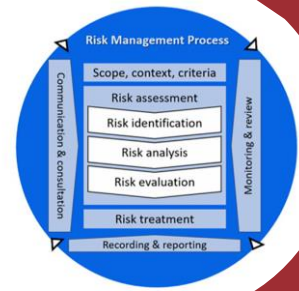 Risk Management Process
Scope, context, criteria
Risk assessment
Risk identification
Risk analysis
Risk evaluation
Risk treatment
Recording & reporting
Communication & consultation
Monitoring & review